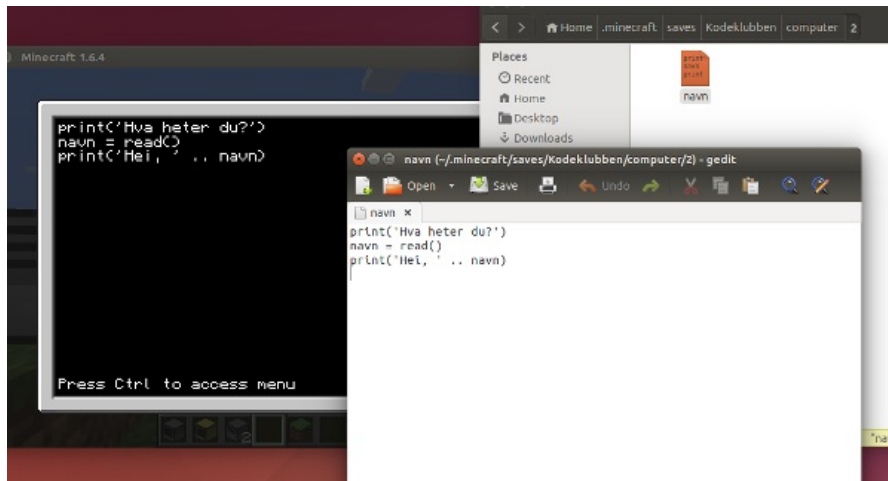 Minecraft 1.6.4
print('Hva heter du?')
navn = read()
print('Hei, ' .. navn)
Press Ctrl to access menu
2
< > Home .minecraft saves Kodeklubben computer 2
Places
Recent
Home
Desktop
Downloads
navn
navn (~/.minecraft/saves/Kodeklubben/computer/2) - gedit
Open Save Undo
navn ×
print('Hva heter du?')
navn = read()
print('Hei, ' .. navn)